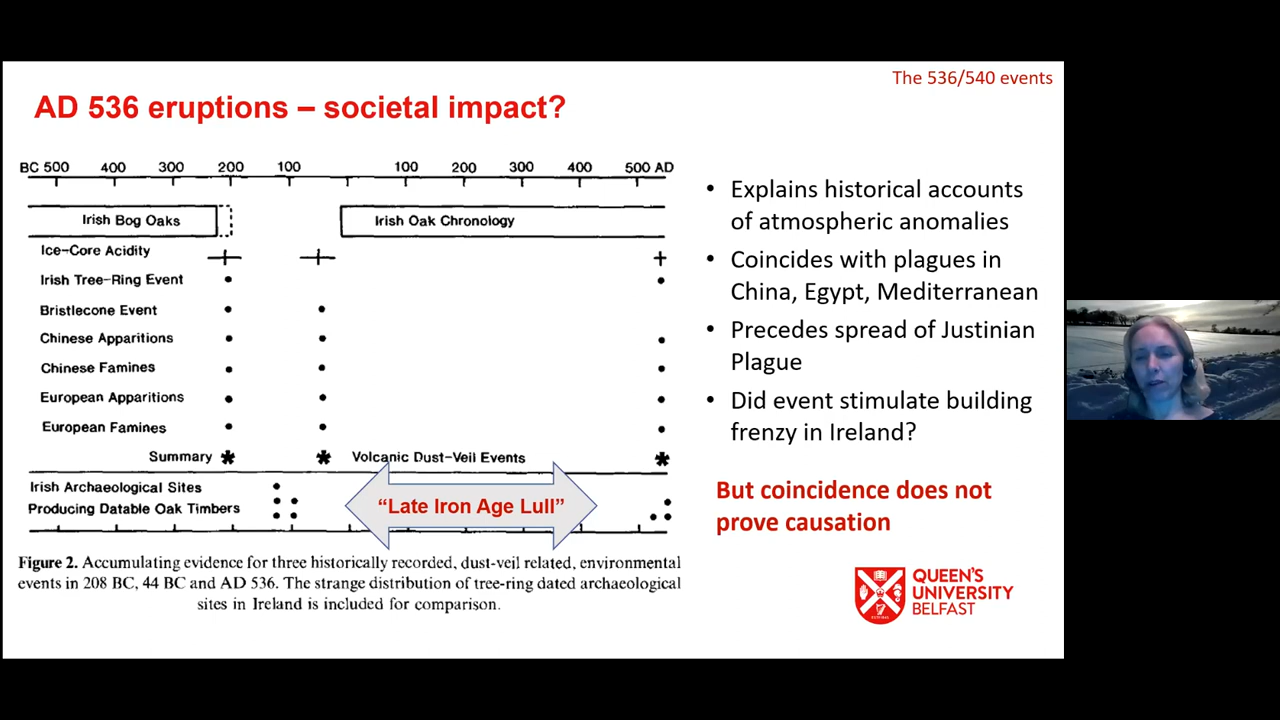 The 536/540 events
AD 536 eruptions – societal impact?
BC 500 400 300 200 100 100 200 300 400 500 AD
Irish Bog Oaks
Irish Oak Chronology
Ice-Core Acidity
Irish Tree-Ring Event
Bristlecone Event
Chinese Apparitions
Chinese Famines
European Apparitions
European Famines
Summary
Volcanic Dust-Veil Events
Irish Archaeological Sites
Producing Datable Oak Timbers
“Late Iron Age Lull”
Figure 2. Accumulating evidence for three historically recorded, dust-veil related, environmental
events in 208 BC, 44 BC and AD 536. The strange distribution of tree-ring dated archaeological
sites in Ireland is included for comparison.
• Explains historical accounts
of atmospheric anomalies
• Coincides with plagues in
China, Egypt, Mediterranean
• Precedes spread of Justinian
Plague
• Did event stimulate building
frenzy in Ireland?
But coincidence does not
prove causation
QUEEN'S
UNIVERSITY
BELFAST